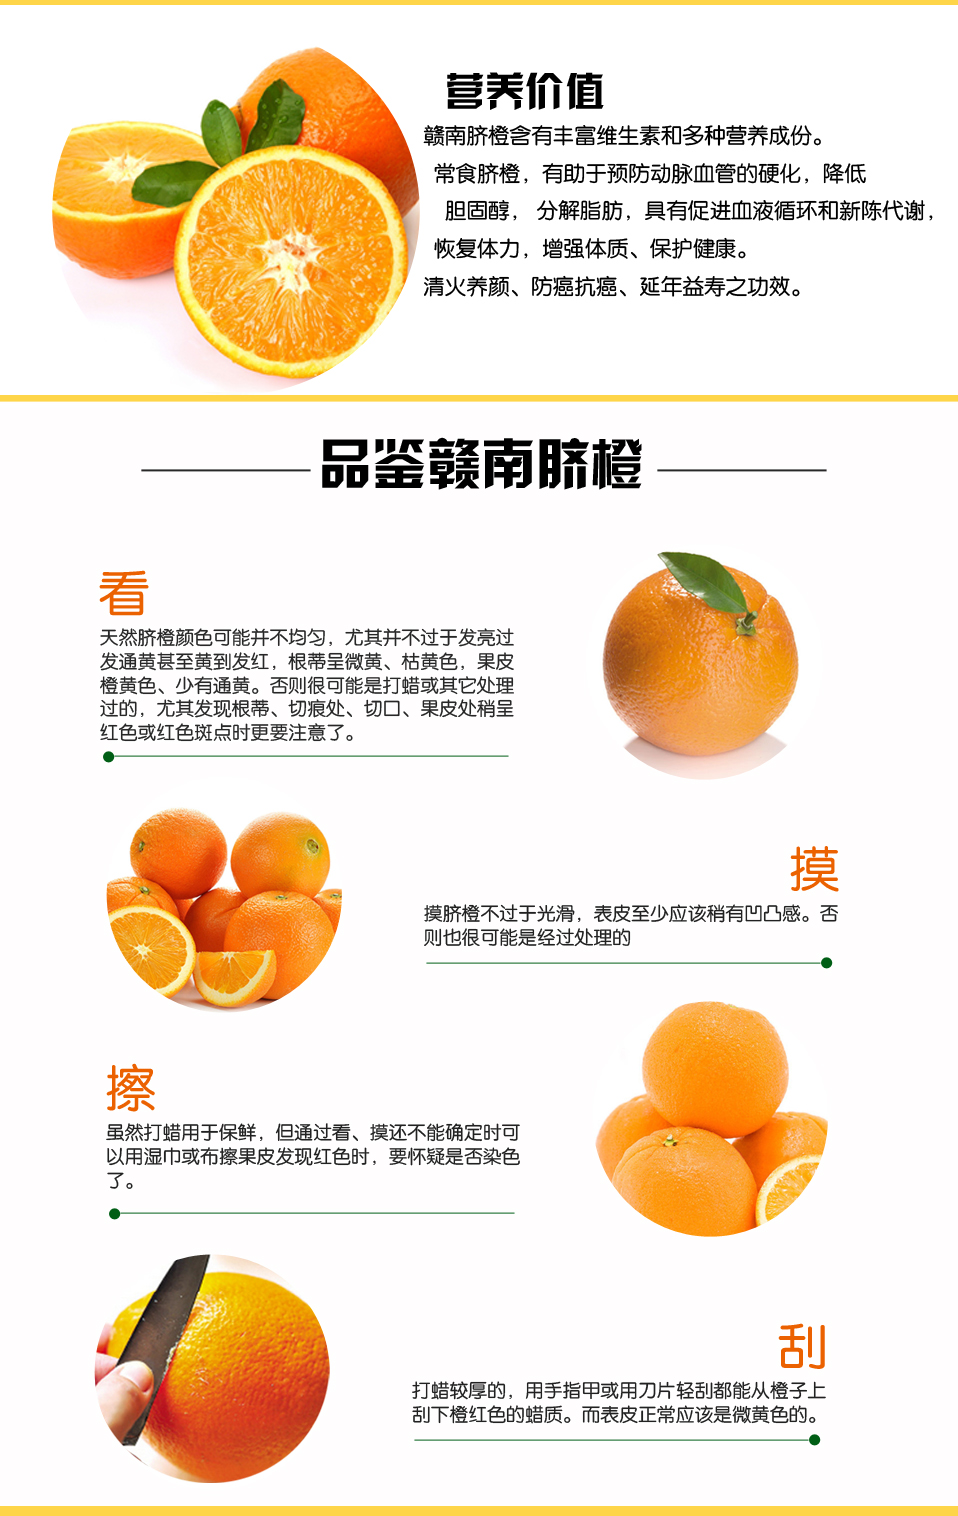 营养价值
赣南脐橙含有丰富维生素和多种营养成份。
常食脐橙，有助于预防动脉血管的硬化，降低
胆固醇， 分解脂肪，具有促进血液循环和新陈代谢，
恢复体力，增强体质、保护健康。
清火养颜、防癌抗癌、延年益寿之功效。
品鉴赣南脐橙
看
天然脐橙颜色可能并不均匀，尤其并不过于发亮过
发通黄甚至黄到发红，根蒂呈微黄、枯黄色，果皮
橙黄色、少有通黄。否则很可能是打蜡或其它处理
过的，尤其发现根蒂、切痕处、切口、果皮处稍呈
红色或红色斑点时更要注意了。
摸
摸脐橙不过于光滑，表皮至少应该稍有凹凸感。否
则也很可能是经过处理的
擦
虽然打蜡用于保鲜，但通过看、摸还不能确定时可
以用湿巾或布擦果皮发现红色时，要怀疑是否染色
了。
刮
打蜡较厚的，用手指甲或用刀片轻刮都能从橙子上
刮下橙红色的蜡质。而表皮正常应该是微黄色的。